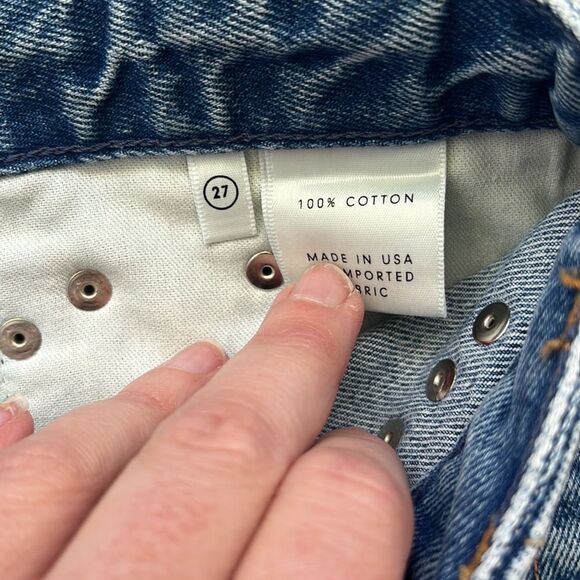 27
100% COTTON
MADE IN USA
IMPORTED